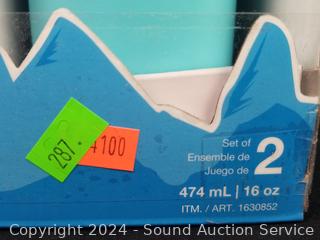 287.
4100
Set of
Ensemble de
Juego de
2
474 mL | 16 oz
ITM. / ART. 1630852
Copyright 2024 - Sound Auction Service